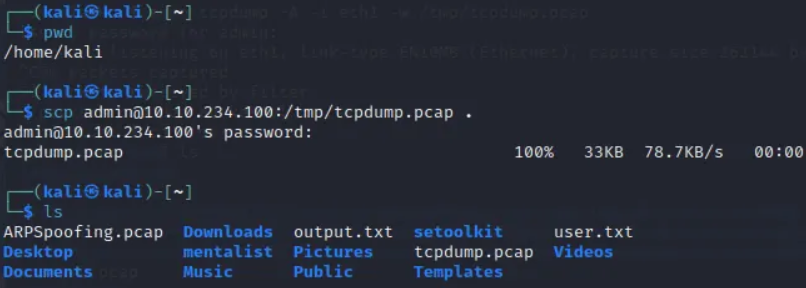 ┌──(kali㉿kali)-[~]
└─$ pwd
/home/kali
┌──(kali㉿kali)-[~]
└─$ scp admin@10.10.234.100:/tmp/tcpdump.pcap .
admin@10.10.234.100's password:
tcpdump.pcap 100% 33KB 78.7KB/s 00:00
┌──(kali㉿kali)-[~]
└─$ ls
ARPSpoofing.pcap Downloads output.txt setoolkit user.txt
Desktop mentalist Pictures tcpdump.pcap Videos
Documents Music Public Templates